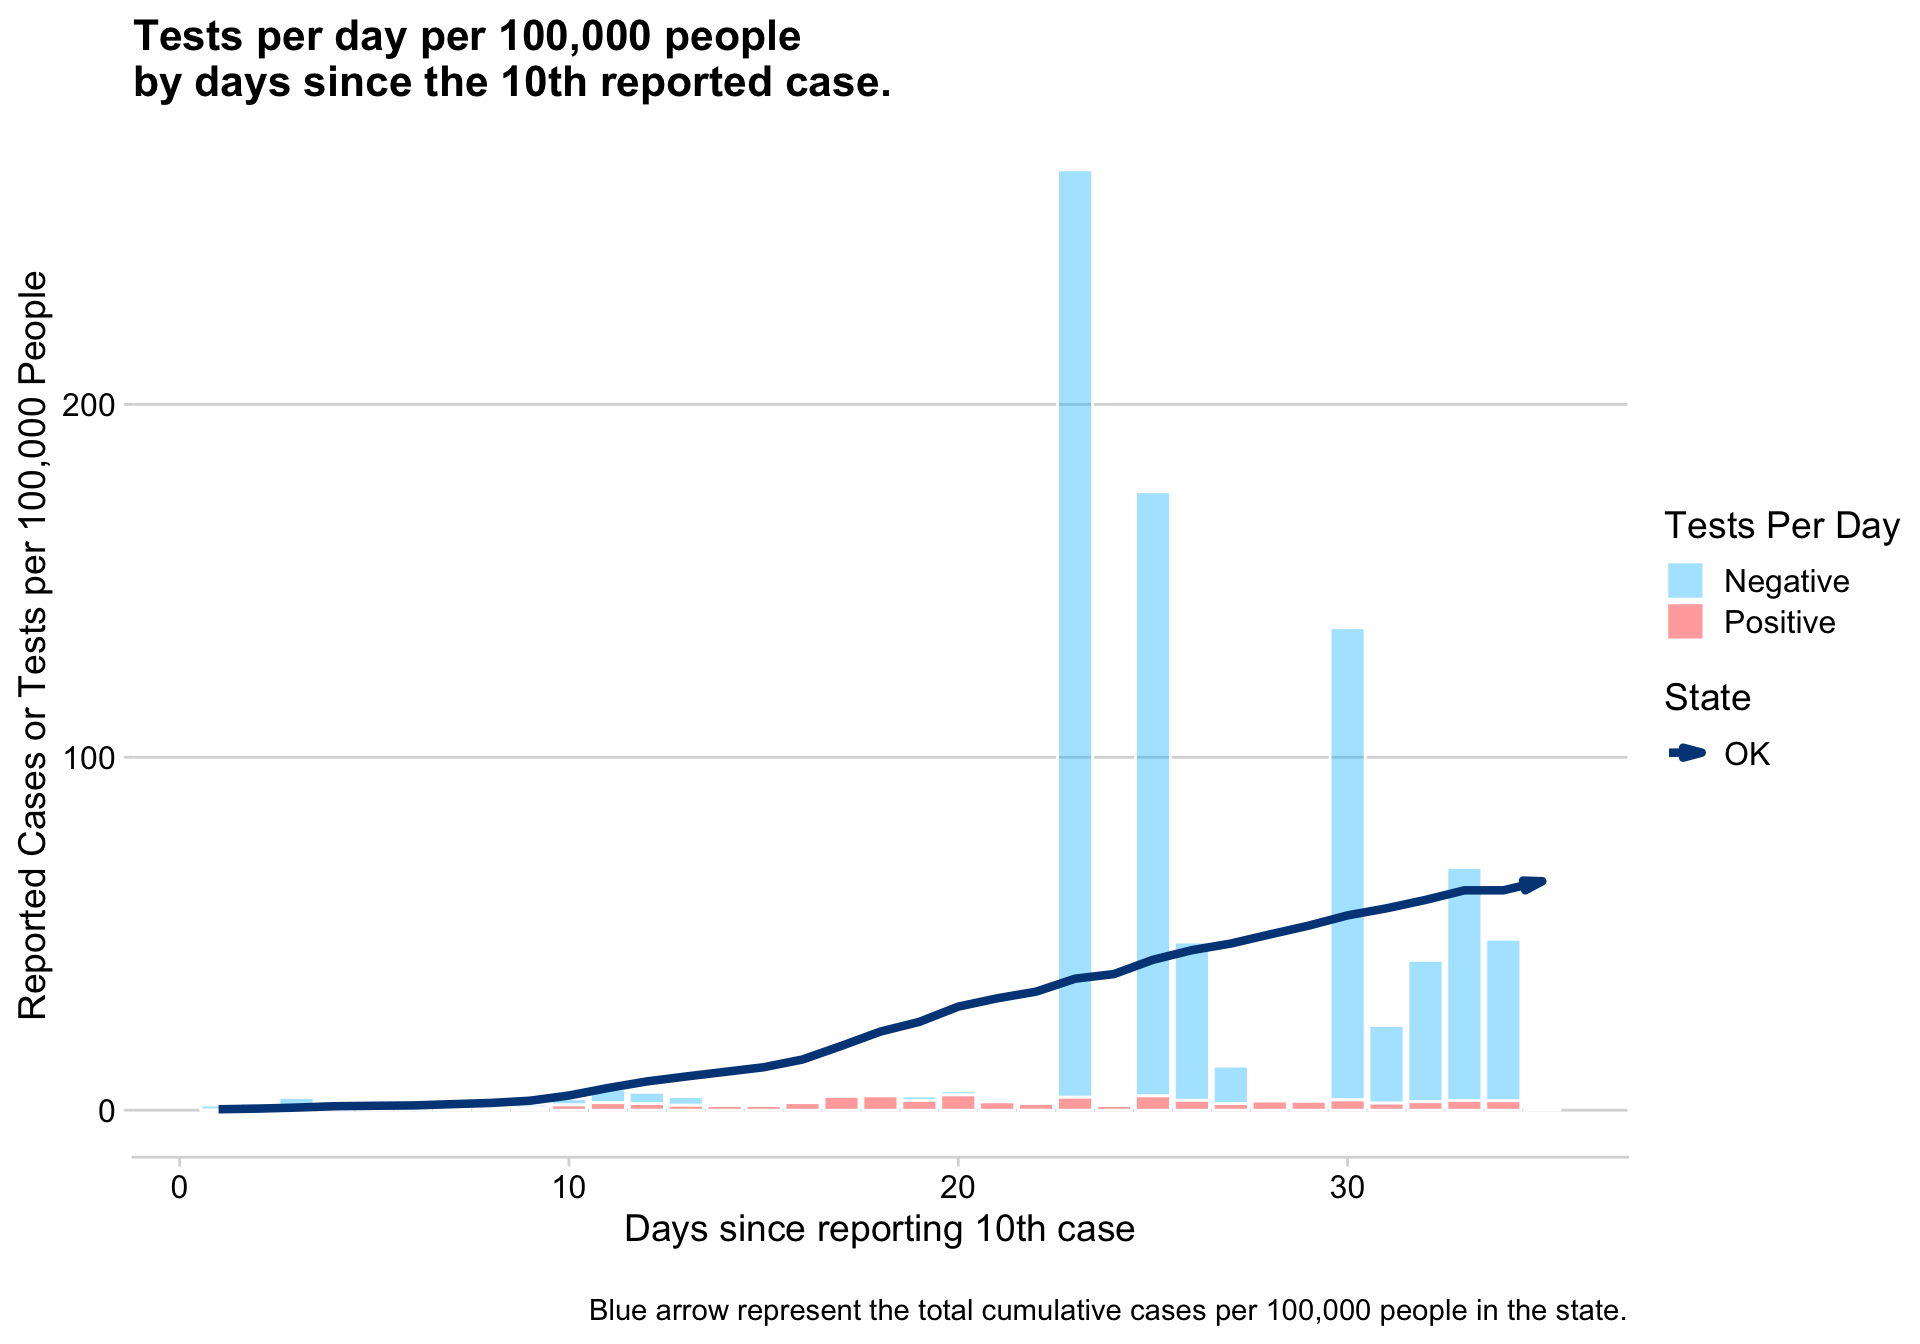 Tests per day per 100,000 people
by days since the 10th reported case.
Reported Cases or Tests per 100,000 People
200
100
0
0
10
20
30
Days since reporting 10th case
Tests Per Day
Negative
Positive
State
OK
Blue arrow represent the total cumulative cases per 100,000 people in the state.